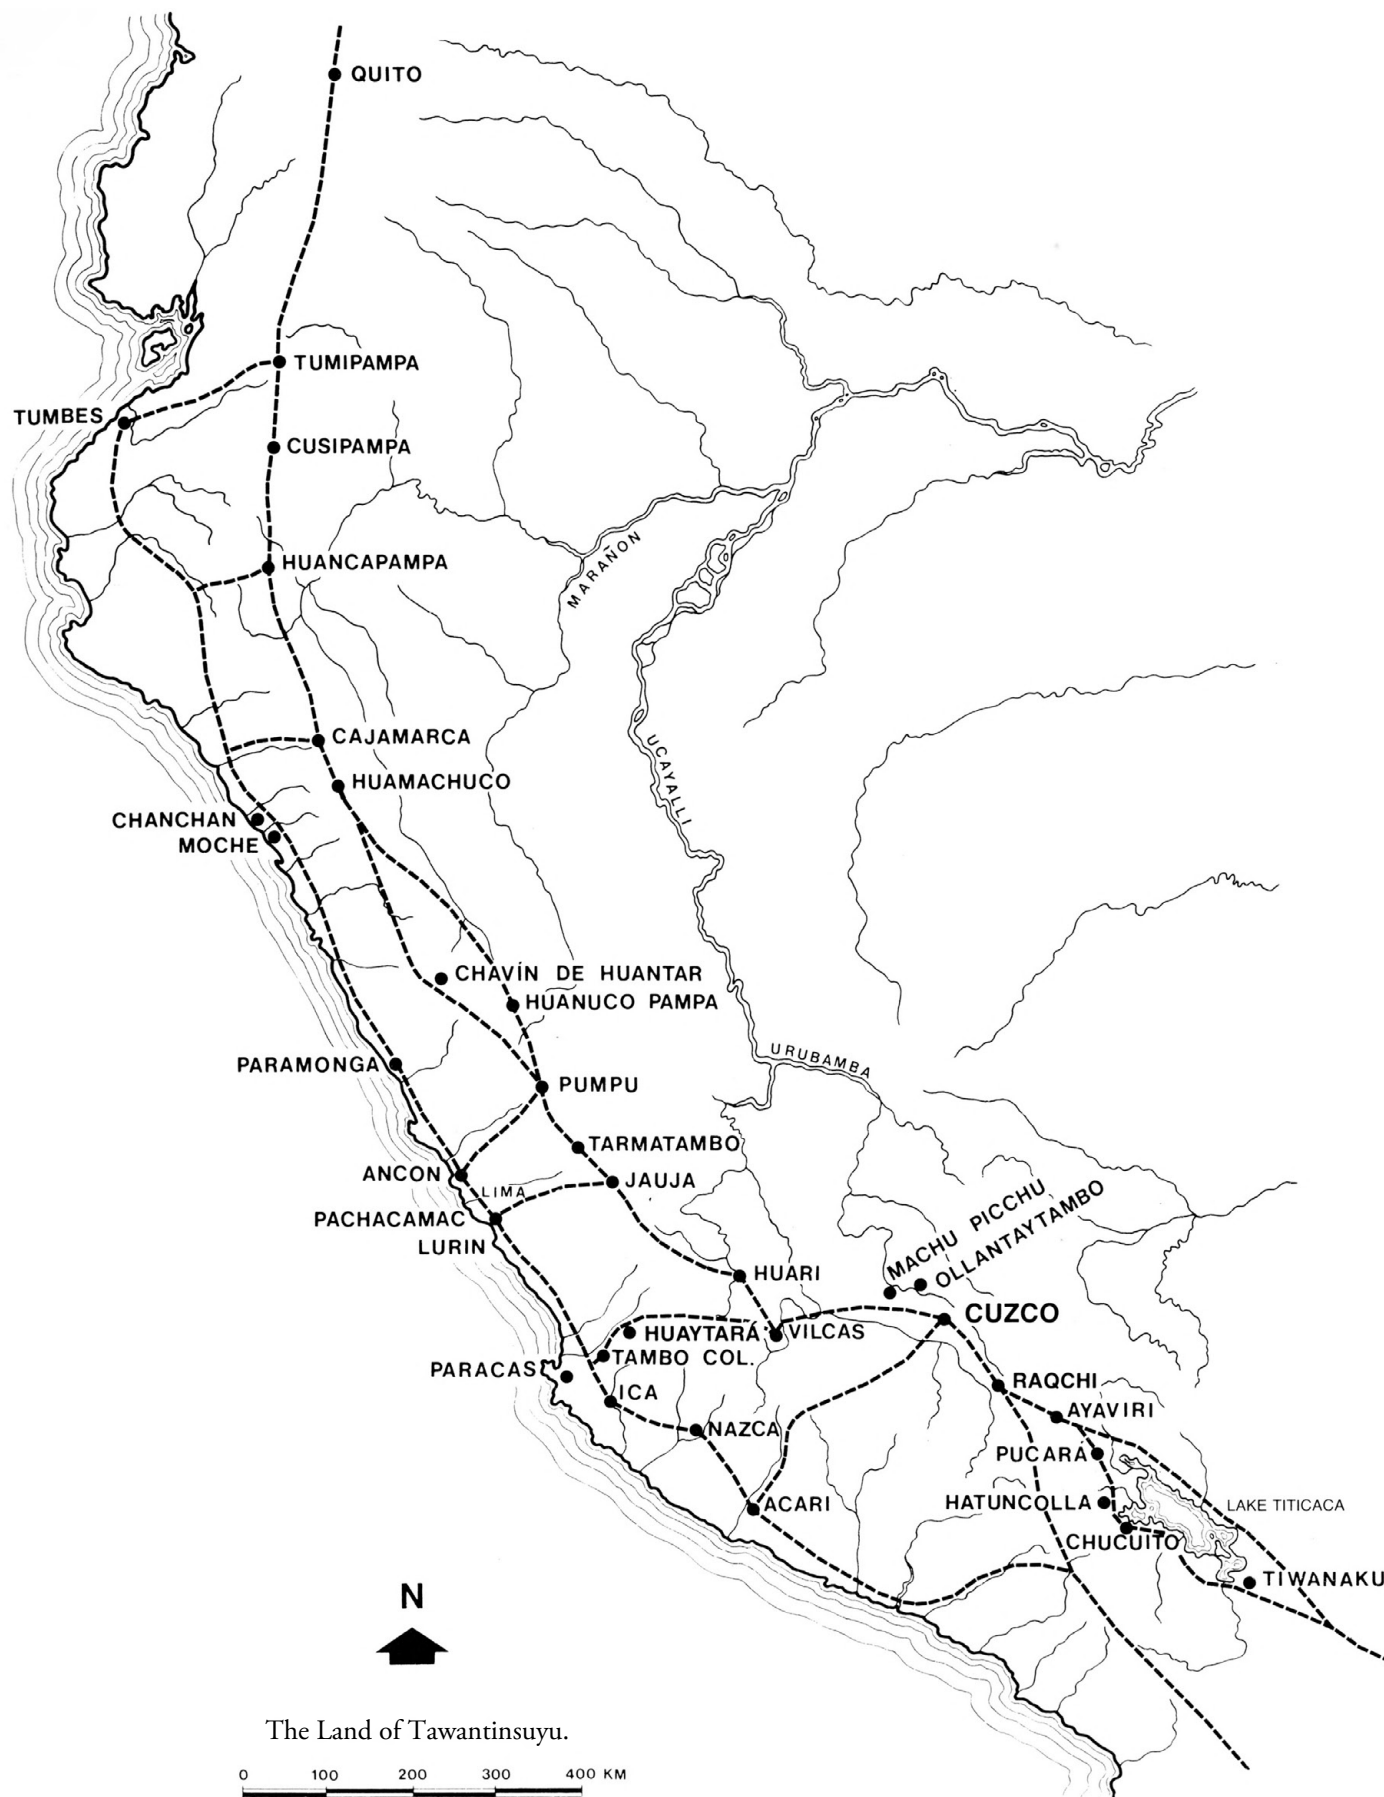 QUITO
TUMIPAMPA
TUMBES
CUSIPAMPA
MARAÑON
HUANCAPAMPA
UCAYALLI
CAJAMARCA
HUAMACHUCO
CHANCHAN
MOCHE
CHAVÍN DE HUANTAR
HUANUCO PAMPA
URUBAMBA
PARAMONGA
PUMPU
TARMATAMBO
ANCON
JAUJA
LIMA
MACHU PICCHU
OLLANTAYTAMBO
PACHACAMAC
LURIN
HUARI
CUZCO
HUAYTARÁ
VILCAS
TAMBO COL.
PARACAS
RAQCHI
ICA
AYAVIRI
NAZCA
PUCARÁ
ACARI
HATUNCOLLA
LAKE TITICACA
CHUCUITO
TIWANAKU
N
The Land of Tawantinsuyu.
0 100 200 300 400 KM